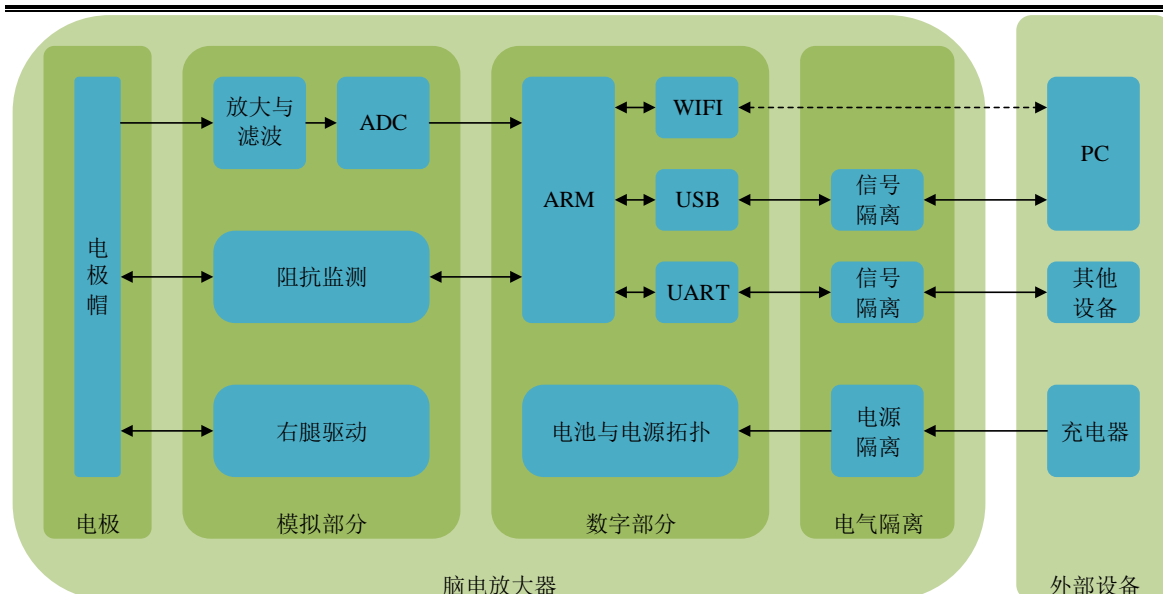 放大与
滤波
ADC
WIFI
PC
ARM
USB
信号
隔离
电
极
帽
阻抗监测
UART
信号
隔离
其他
设备
右腿驱动
电池与电源拓扑
电源
隔离
充电器
电极
模拟部分
数字部分
电气隔离
脑电放大器
外部设备